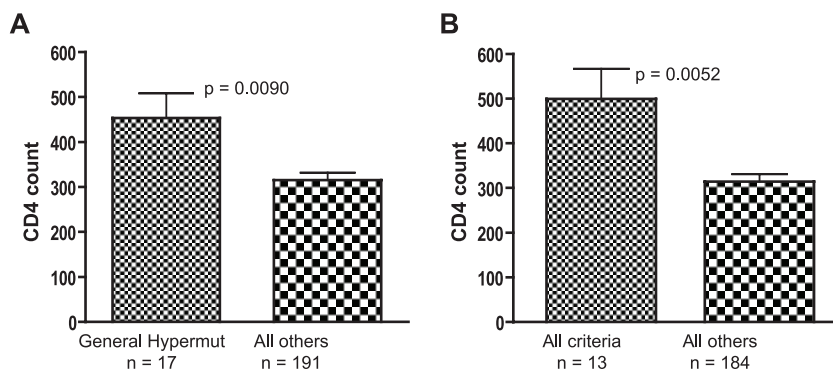 A
CD4 count
600
500
400
300
200
100
0
p = 0.0090
General Hypermut
n = 17
All others
n = 191
B
CD4 count
600
500
400
300
200
100
0
p = 0.0052
All criteria
n = 13
All others
n = 184